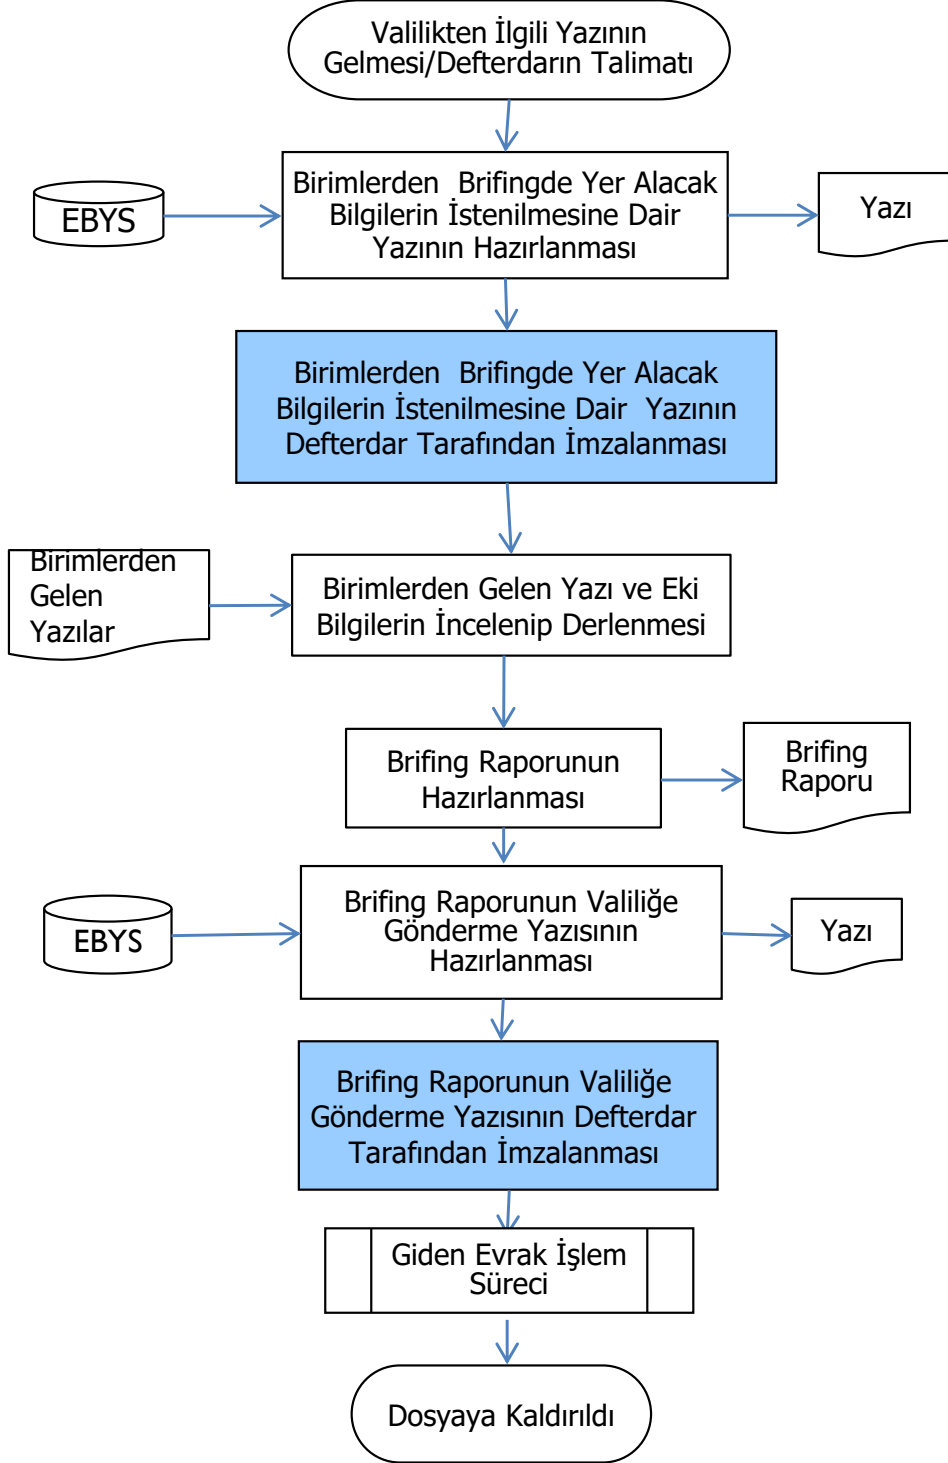 Valilikten İlgili Yazının
Gelmesi/Defterdarın Talimatı
Birimlerden  Brifingde Yer Alacak
Bilgilerin İstenilmesine Dair
Yazının Hazırlanması
EBYS
Yazı
Birimlerden  Brifingde Yer Alacak
Bilgilerin İstenilmesine Dair  Yazının
Defterdar Tarafından İmzalanması
Birimlerden
Gelen
Yazılar
Birimlerden Gelen Yazı ve Eki
Bilgilerin İncelenip Derlenmesi
Brifing Raporunun
Hazırlanması
Brifing
Raporu
EBYS
Brifing Raporunun Valiliğe
Gönderme Yazısının
Hazırlanması
Yazı
Brifing Raporunun Valiliğe
Gönderme Yazısının Defterdar
Tarafından İmzalanması
Giden Evrak İşlem
Süreci
Dosyaya Kaldırıldı